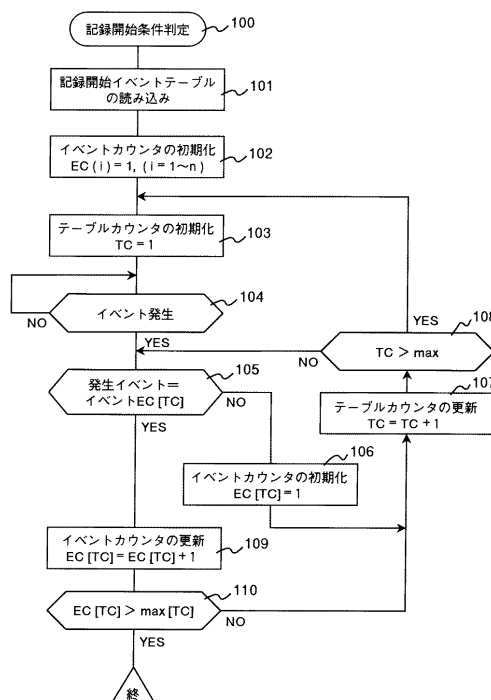 記録開始条件判定
100
記録開始イベントテーブル
の読み込み
101
イベントカウンタの初期化
EC(i)=1, (i=1~n)
102
テーブルカウンタの初期化
TC=1
103
イベント発生
104
NO
YES
発生イベント=
イベントEC[TC]
105
NO
YES
イベントカウンタの初期化
EC[TC]=1
106
テーブルカウンタの更新
TC=TC+1
107
TC>max
108
YES
NO
イベントカウンタの更新
EC[TC]=EC[TC]+1
109
EC[TC]>max[TC]
110
NO
YES
終